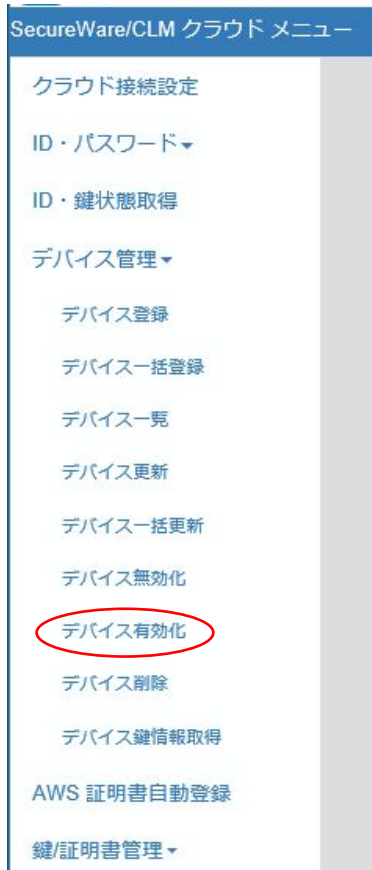 SecureWare/CLM クラウド メニュー
クラウド接続設定
ID・パスワード▾
ID・鍵状態取得
デバイス管理▾
デバイス登録
デバイス一括登録
デバイス一覧
デバイス更新
デバイス一括更新
デバイス無効化
デバイス有効化
デバイス削除
デバイス鍵情報取得
AWS 証明書自動登録
鍵/証明書管理▾